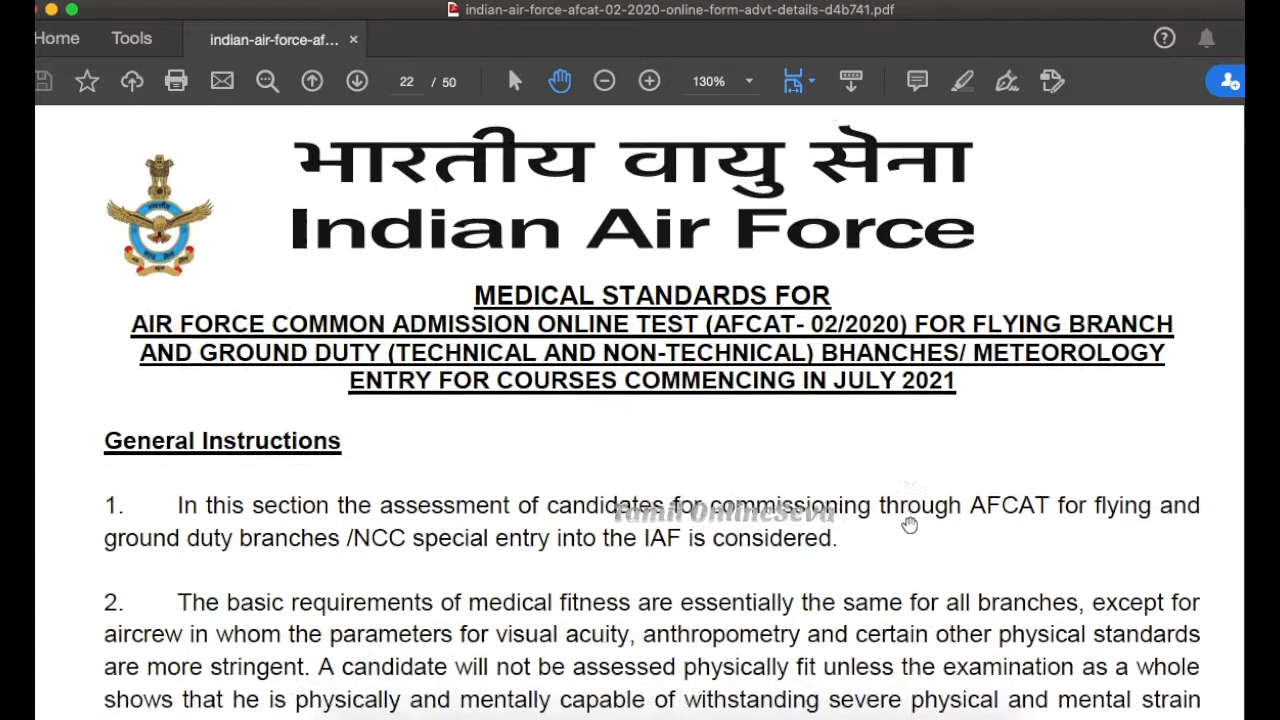 indian-air-force-afcat-02-2020-online-form-advt-details-d4b741.pdf
Home Tools indian-air-force-af... ×
22 / 50 130%
भारतीय वायु सेना
Indian Air Force
MEDICAL STANDARDS FOR
AIR FORCE COMMON ADMISSION ONLINE TEST (AFCAT- 02/2020) FOR FLYING BRANCH
AND GROUND DUTY (TECHNICAL AND NON-TECHNICAL) BHANCHES/ METEOROLOGY
ENTRY FOR COURSES COMMENCING IN JULY 2021
General Instructions
1. In this section the assessment of candidates for commissioning through AFCAT for flying and
Tamil OnlineSeva
ground duty branches /NCC special entry into the IAF is considered.
2. The basic requirements of medical fitness are essentially the same for all branches, except for
aircrew in whom the parameters for visual acuity, anthropometry and certain other physical standards
are more stringent. A candidate will not be assessed physically fit unless the examination as a whole
shows that he is physically and mentally capable of withstanding severe physical and mental strain